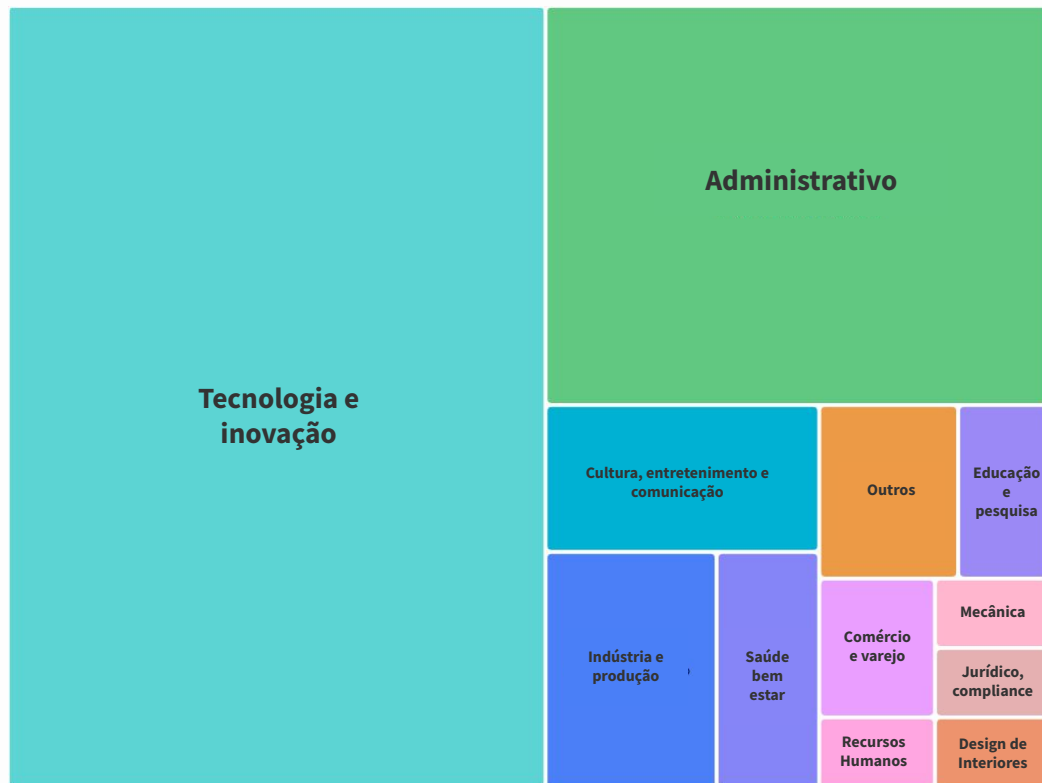 Administrativo
Tecnologia e
inovação
Cultura, entretenimento e
comunicação
Outros
Educação
e
pesquisa
Indústria e
produção
Saúde
bem
estar
Comércio
e varejo
Mecânica
Jurídico,
compliance
Recursos
Humanos
Design de
Interiores